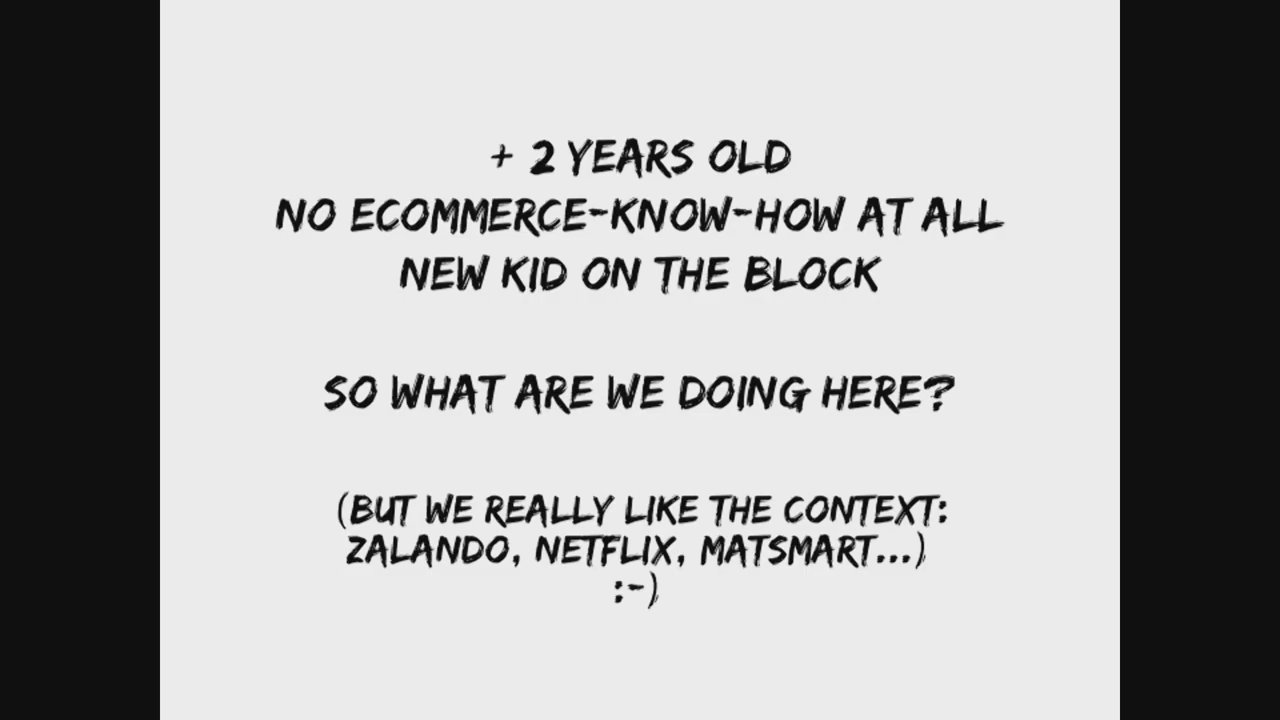 + 2 YEARS OLD
NO ECOMMERCE-KNOW-HOW AT ALL
NEW KID ON THE BLOCK
SO WHAT ARE WE DOING HERE?
(BUT WE REALLY LIKE THE CONTEXT:
ZALANDO, NETFLIX, MATSMART...)
:-)